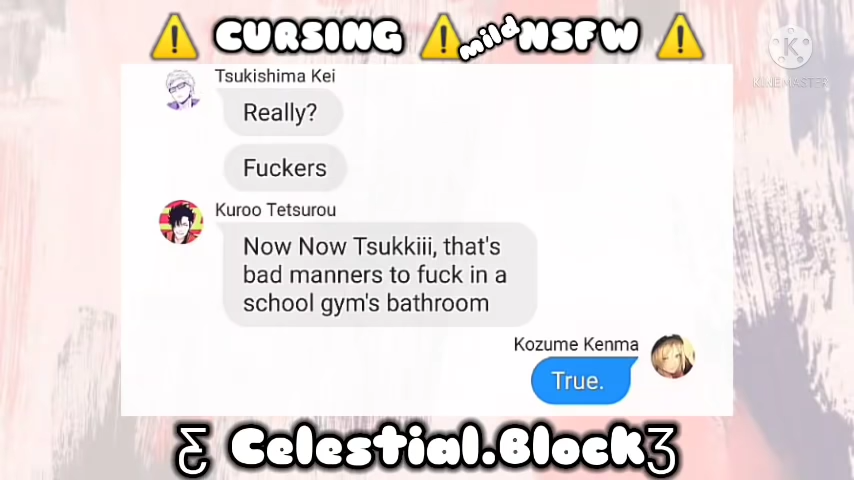 ⚠️ CURSING ⚠️ mild NSFW ⚠️
K
KINEMASTER
Tsukishima Kei
Really?
Fuckers
Kuroo Tetsurou
Now Now Tsukkiii, that's
bad manners to fuck in a
school gym's bathroom
Kozume Kenma
True.
Ƹ Celestial.Block Ʒ